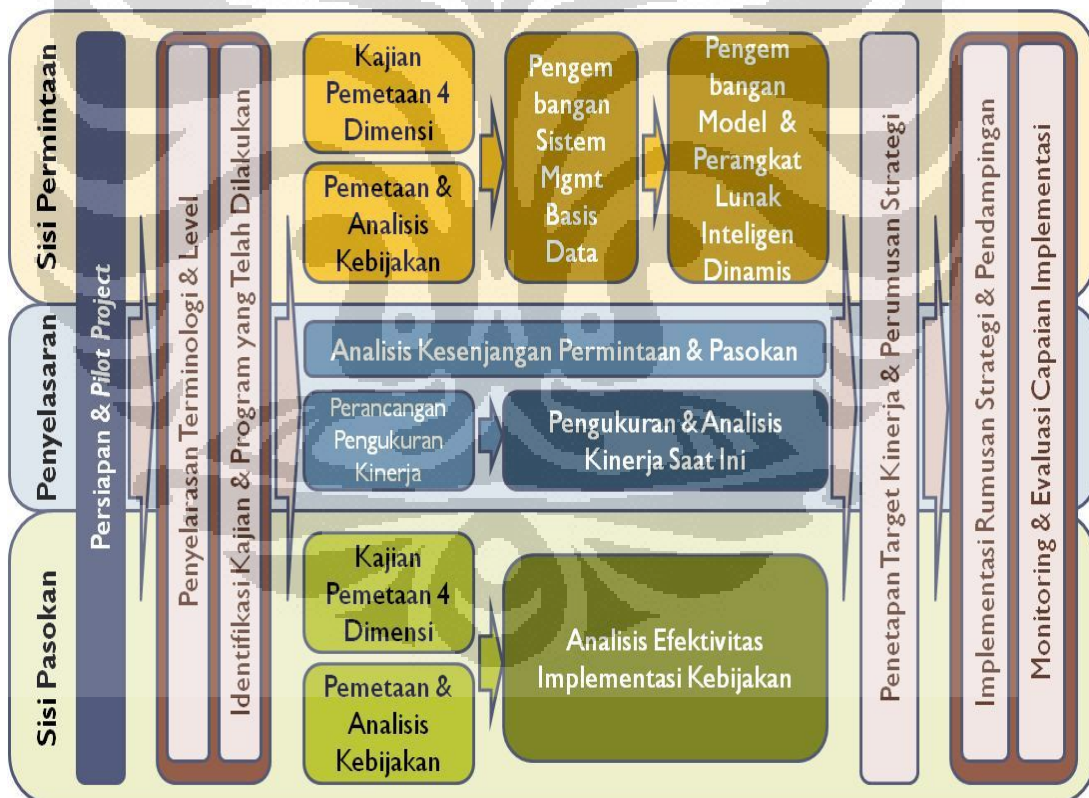 Sisi Permintaan
Penyelasaran
Sisi Pasokan
Persiapan & Pilot Project
Penyelarasan Terminologi & Level
Identifikasi Kajian & Program yang Telah Dilakukan
Kajian
Pemetaan 4
Dimensi
Pemetaan &
Analisis
Kebijakan
Pengem
bangan
Sistem
Mgmt
Basis
Data
Pengem
bangan
Model &
Perangkat
Lunak
Inteligen
Dinamis
Analisis Kesenjangan Permintaan & Pasokan
Perancangan
Pengukuran
Kinerja
Pengukuran & Analisis
Kinerja Saat Ini
Kajian
Pemetaan 4
Dimensi
Pemetaan &
Analisis
Kebijakan
Analisis Efektivitas
Implementasi Kebijakan
Penetapan Target Kinerja & Perumusan Strategi
Implementasi Rumusan Strategi & Pendampingan
Monitoring & Evaluasi Capaian Implementasi